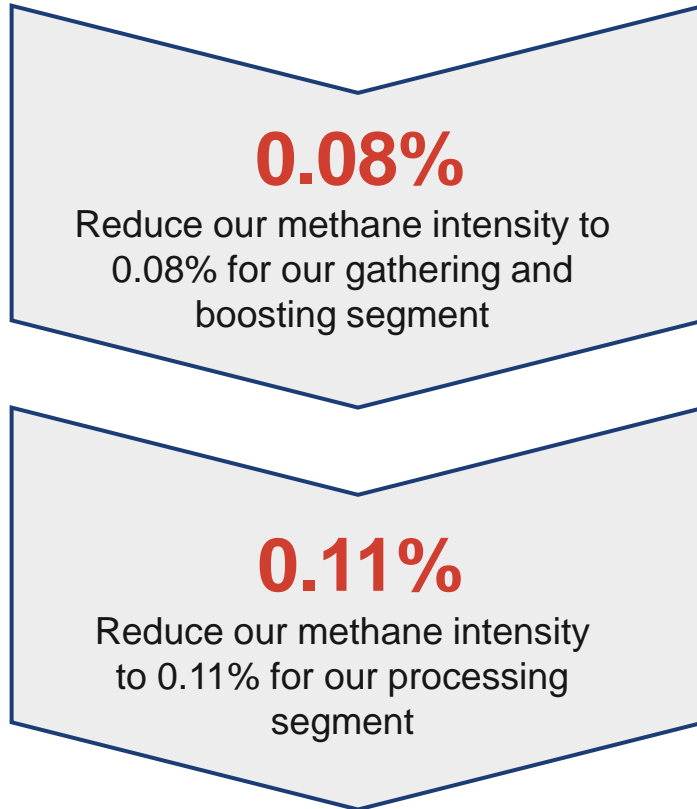 0.08%
Reduce our methane intensity to
0.08% for our gathering and
boosting segment
0.11%
Reduce our methane intensity
to 0.11% for our processing
segment